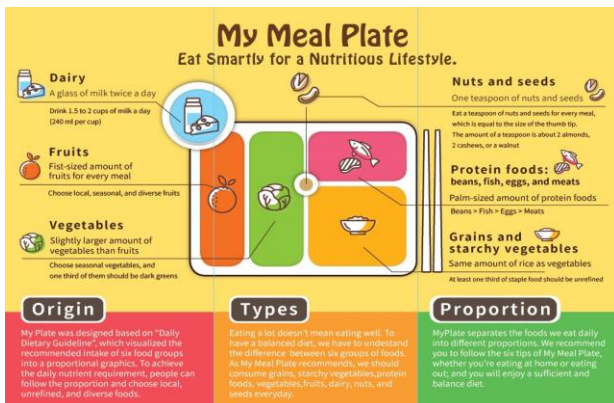 My Meal Plate
Eat Smartly for a Nutritious Lifestyle.
Dairy
A glass of milk twice a day
Drink 1.5 to 2 cups of milk a day
(240 ml per cup)
Fruits
Fist-sized amount of
fruits for every meal
Choose local, seasonal, and diverse fruits
Vegetables
Slightly larger amount of
vegetables than fruits
Choose seasonal vegetables, and
one third of them should be dark greens
Nuts and seeds
One teaspoon of nuts and seeds
Eat a teaspoon of nuts and seeds for every meal,
which is equal to the size of the thumb tip.
The amount of a teaspoon is about 2 almonds,
2 cashews, or a walnut
Protein foods:
beans, fish, eggs, and meats
Palm-sized amount of protein foods
Beans > Fish > Eggs > Meats
Grains and
starchy vegetables
Same amount of rice as vegetables
At least one third of staple food should be unrefined
Origin
My Plate was designed based on "Daily
Dietary Guideline", which visualized the
recommended intake of six food groups
into a proportional graphics. To achieve
the daily nutrient requirement, people can
follow the proportion and choose local,
unrefined, and diverse foods.
Types
Eating a lot doesn't mean eating well. To
have a balanced diet, we have to undestand
the difference between six groups of foods.
As My Meal Plate recommends, we should
consume grains, starchy vegetables,protein
foods, vegetables,fruits, dairy, nuts, and
seeds everyday.
Proportion
MyPlate separates the foods we eat daily
into different proportions. We recommend
you to follow the six tips of My Meal Plate,
whether you're eating at home or eating
out; and you will enjoy a sufficient and
balance diet.